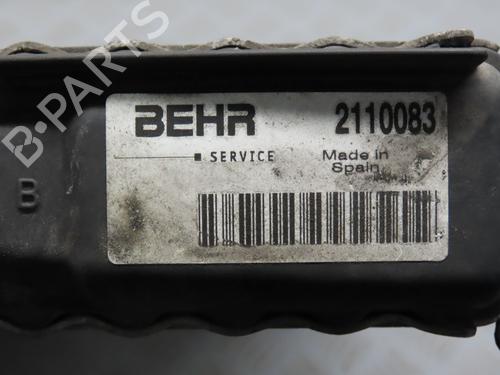 B-PARTS
BEHR 2110083
SERVICE Made in
Spain
B